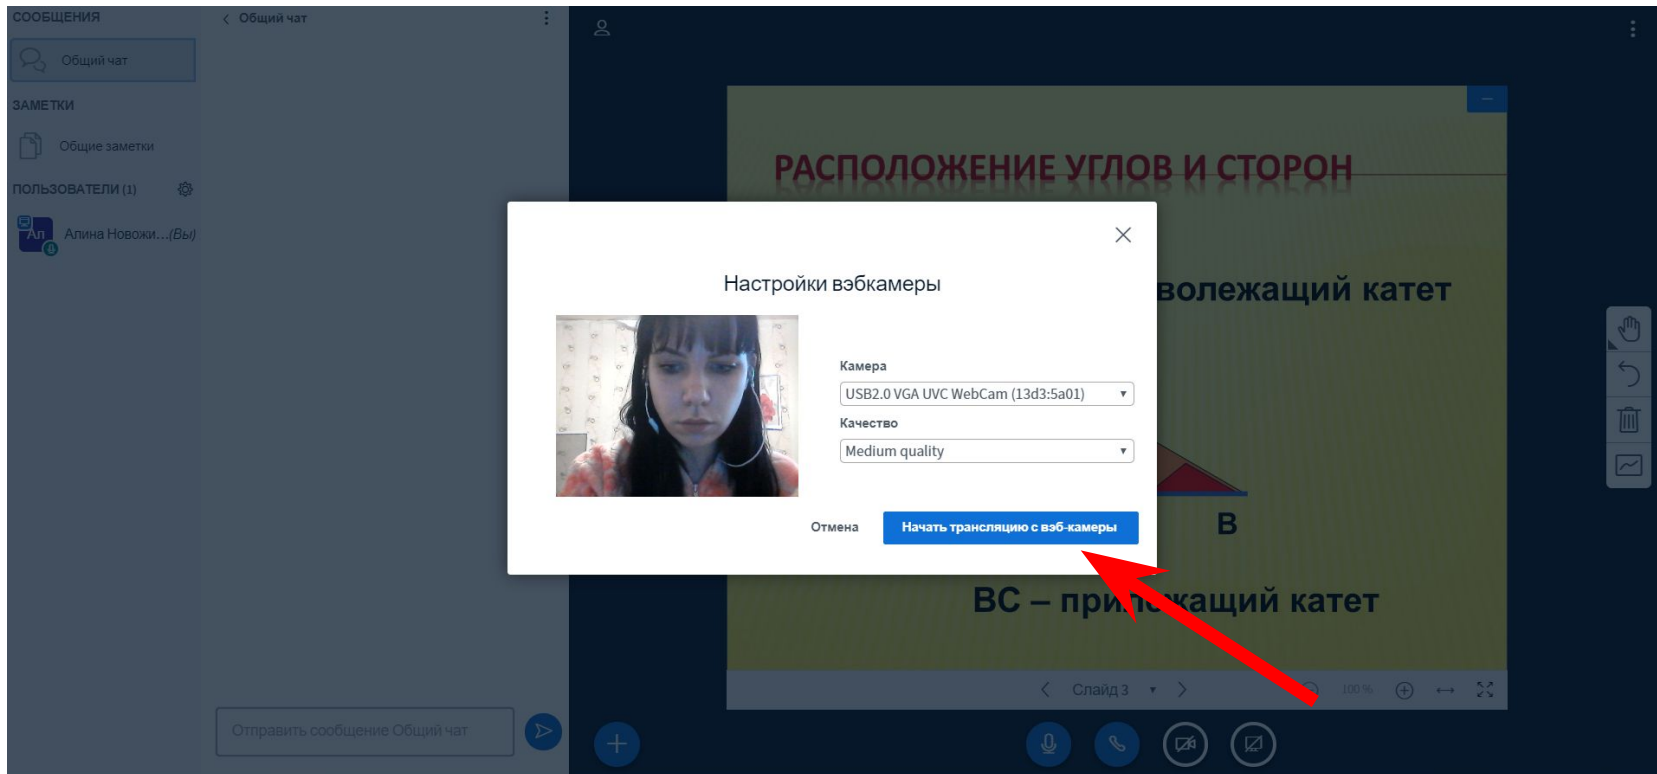 СООБЩЕНИЯ
Общий чат
ЗАМЕТКИ
Общие заметки
ПОЛЬЗОВАТЕЛИ (1)
Ал
Алина Новожи...(Вы)
Общий чат
Отправить сообщение Общий чат
РАСПОЛОЖЕНИЕ УГЛОВ И СТОРОН
волежащий катет
В
ВС – прилежащий катет
Слайд 3
100 %
Настройки вэбкамеры
Камера
USB2.0 VGA UVC WebCam (13d3:5a01)
Качество
Medium quality
Отмена
Начать трансляцию с вэб-камеры